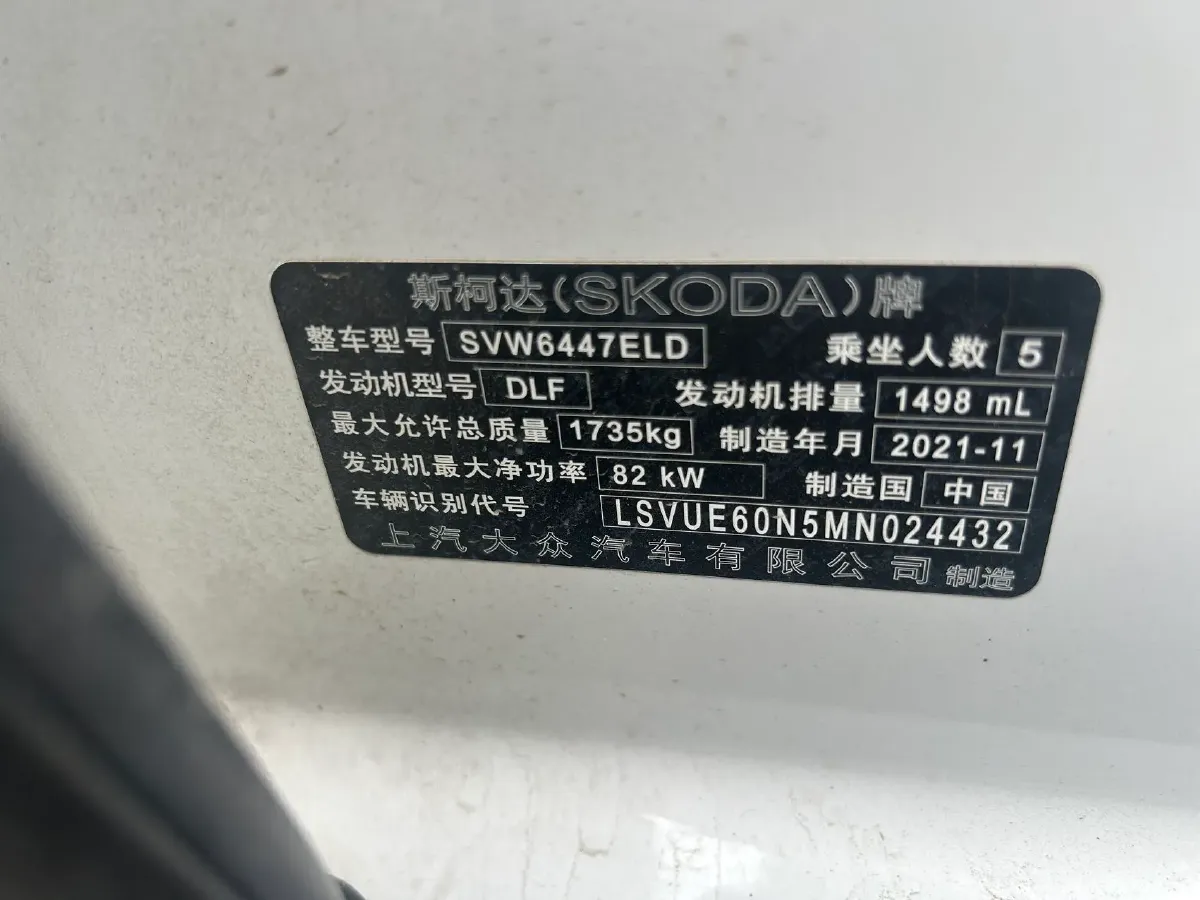 斯柯达(SKODA)牌
整车型号 SVW6447ELD 乘坐人数 5
发动机型号 DLF 发动机排量 1498 mL
最大允许总质量 1735kg 制造年月 2021-11
发动机最大净功率 82 kW 制造国 中国
车辆识别代号 LSVUE60N5MN024432
上汽大众汽车有限公司 制造